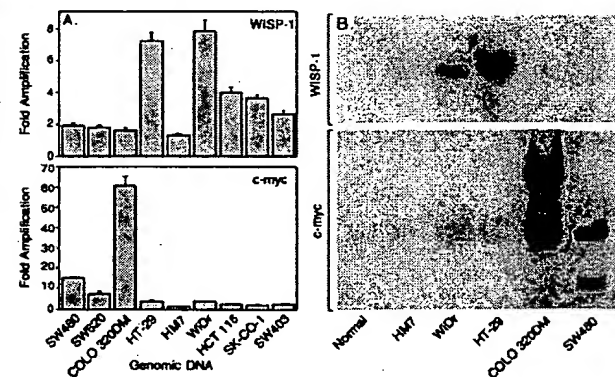 A.
WISP-1
Fold Amplification
8
6
4
2
0
c-myc
Fold Amplification
70
60
50
40
30
20
10
0
SW480
SW620
COLO 320DM
HT-29
HM7
WiDr
HCT 116
SK-CO-1
SW403
Genomic DNA
B.
WISP-1
c-myc
Normal
HM7
WiDr
HT-29
COLO 320DM
SW480